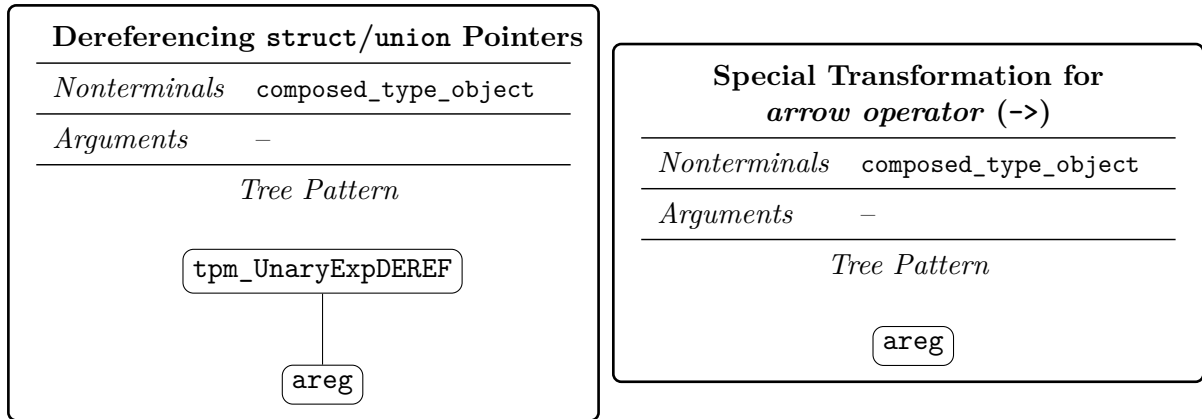 Dereferencing struct/union Pointers
Nonterminals composed_type_object
Arguments –
Tree Pattern
tpm_UnaryExpDEREF
areg
Special Transformation for
arrow operator (->)
Nonterminals composed_type_object
Arguments –
Tree Pattern
areg